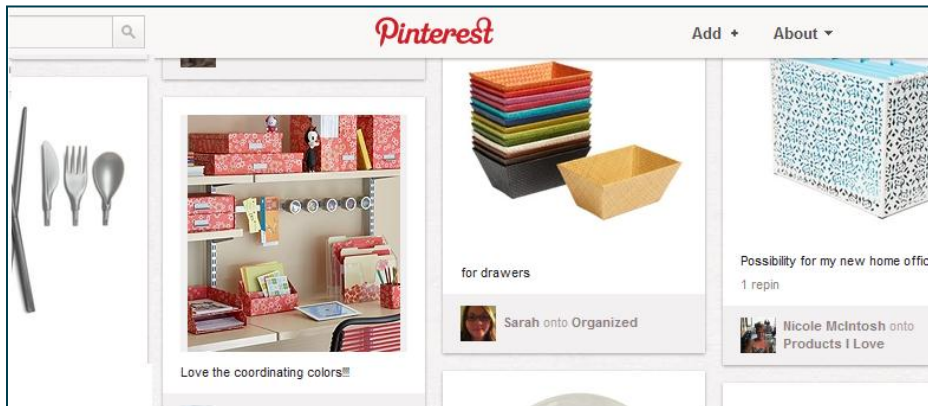 Pinterest
Add +
About
Love the coordinating colors!!!
for drawers
Sarah onto Organized
Possibility for my new home offic
1 repin
Nicole McIntosh onto
Products I Love